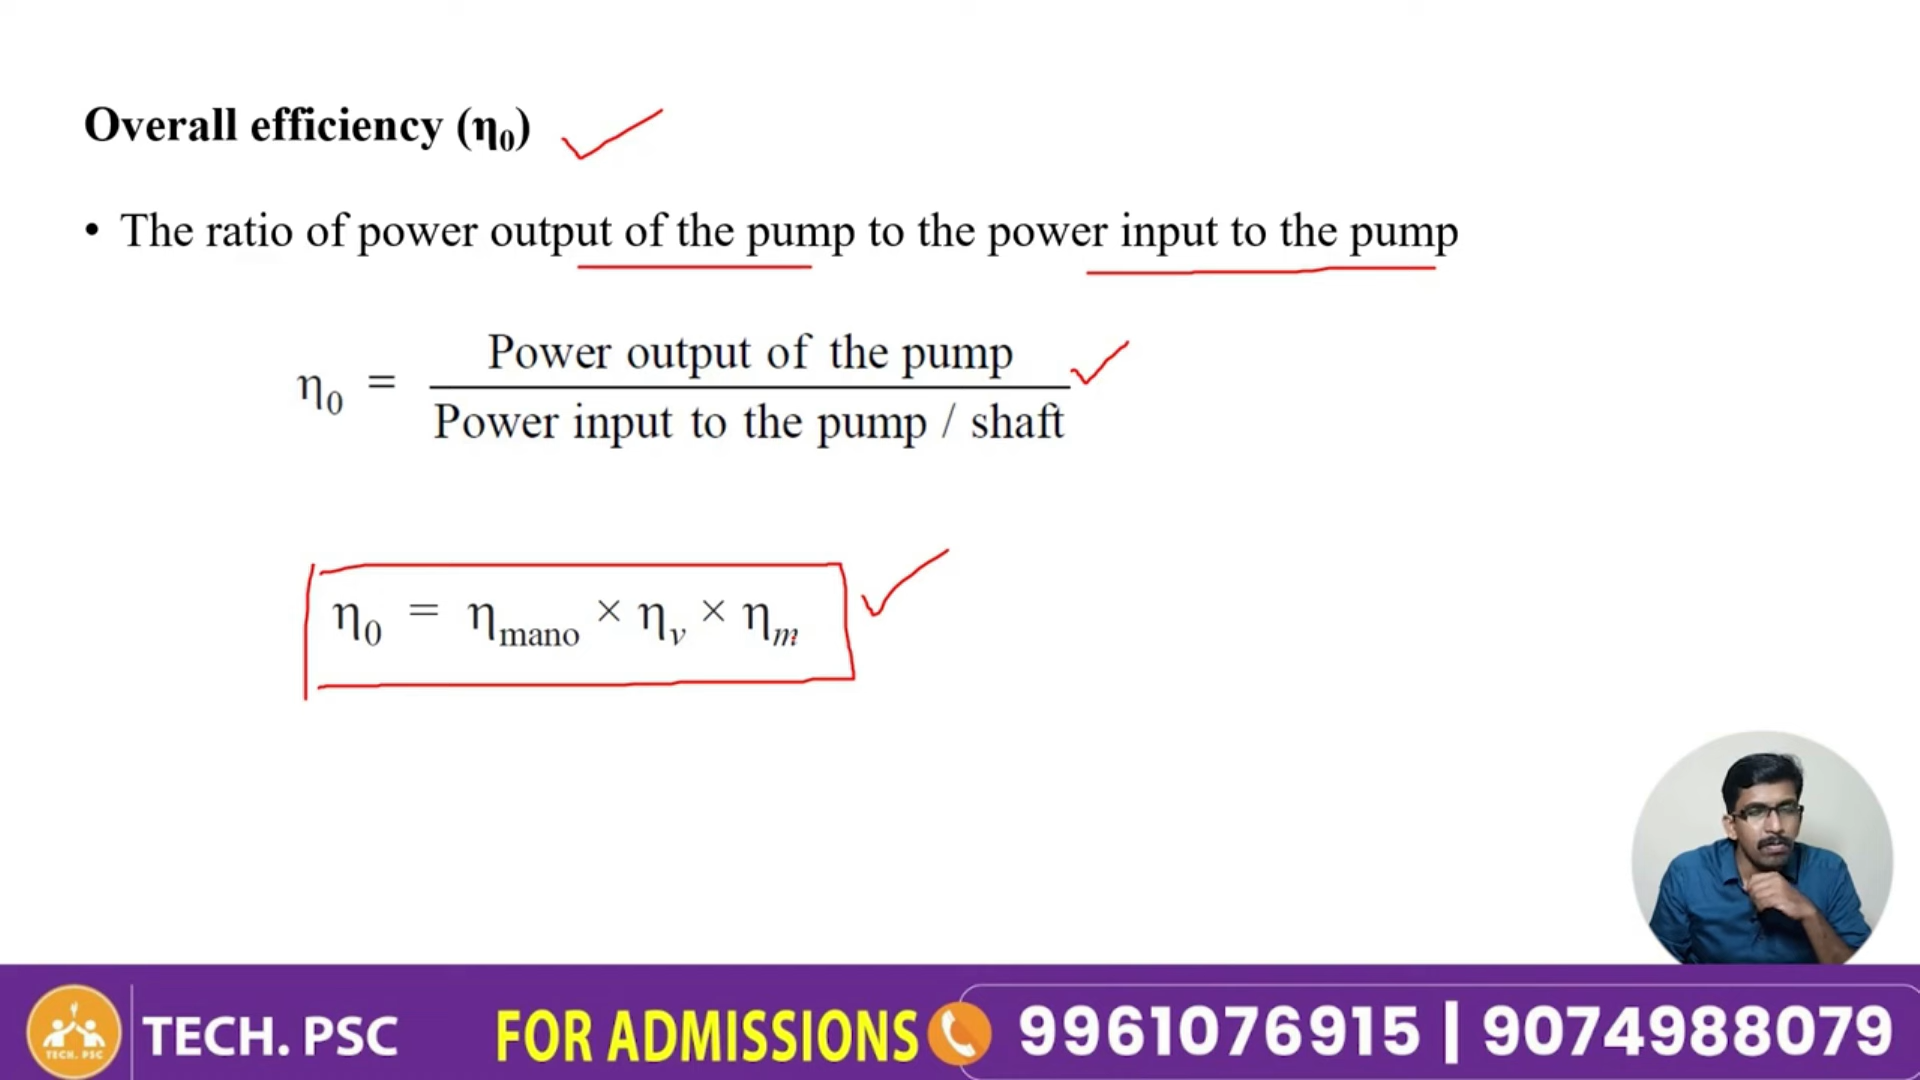 Overall efficiency (η₀)
• The ratio of power output of the pump to the power input to the pump
η₀ = Power output of the pump
Power input to the pump / shaft
η₀ = ηmano × ηv × ηm
TECH. PSC
TECH. PSC
FOR ADMISSIONS
9961076915 | 9074988079